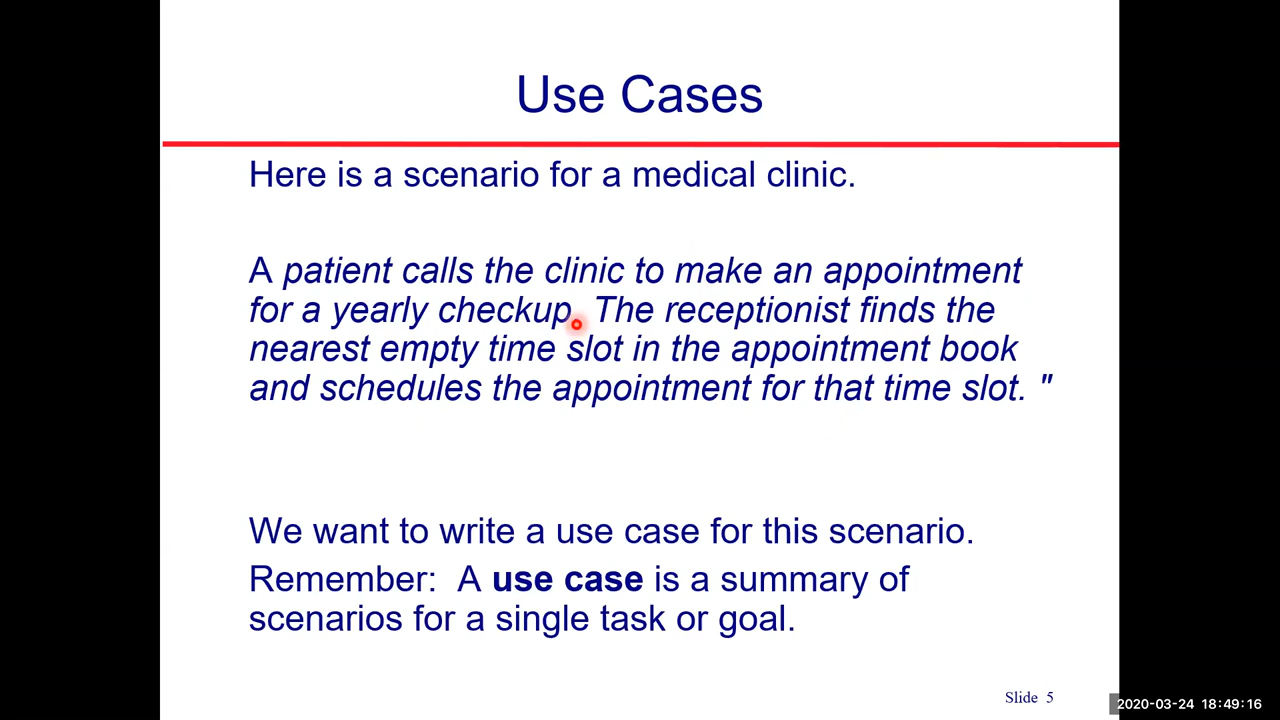 Use Cases
Here is a scenario for a medical clinic.
A patient calls the clinic to make an appointment
for a yearly checkup. The receptionist finds the
nearest empty time slot in the appointment book
and schedules the appointment for that time slot. "
We want to write a use case for this scenario.
Remember: A use case is a summary of
scenarios for a single task or goal.
Slide 5
2020-03-24 18:49:16